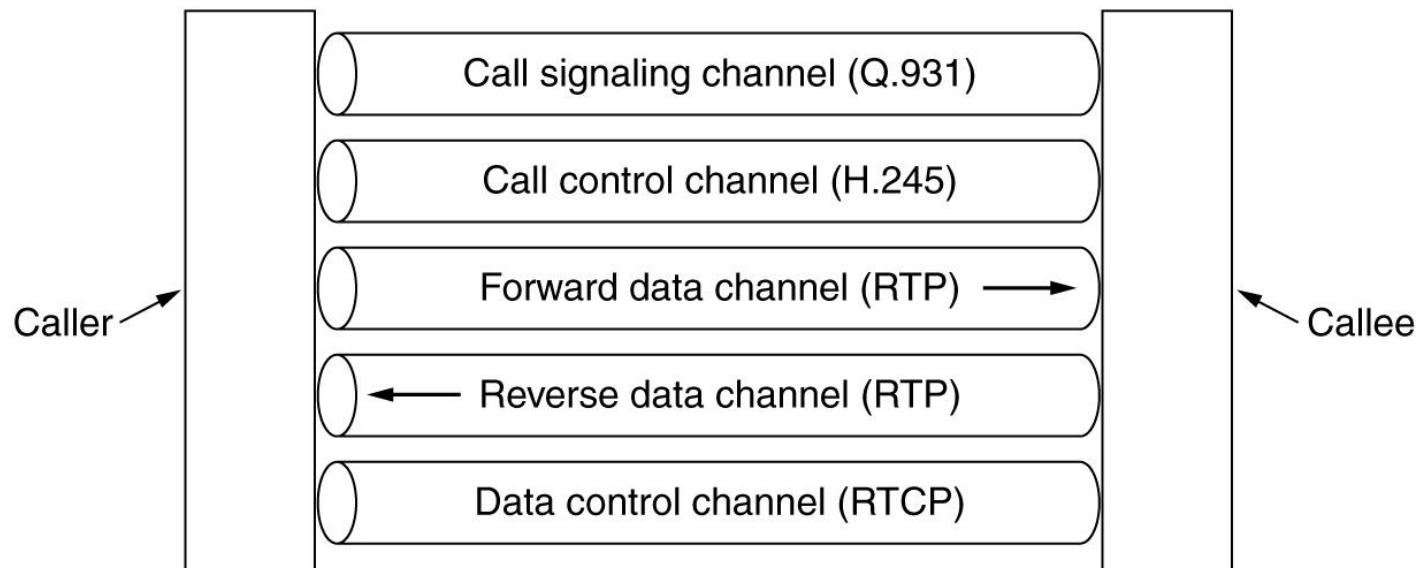 Call signaling channel (Q.931)
Call control channel (H.245)
Forward data channel (RTP)
Caller
Callee
Reverse data channel (RTP)
Data control channel (RTCP)